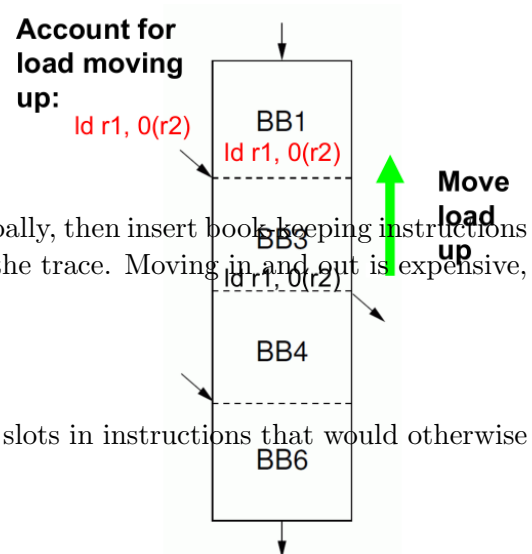 Account for
load moving
up:
ld r1, 0(r2)
BB1
ld r1, 0(r2)
Move
load
up
bally, then insert book-keeping instructions
BB3
he trace. Moving in and out is expensive,
ld r1, 0(r2)
BB4
slots in instructions that would otherwise
BB6